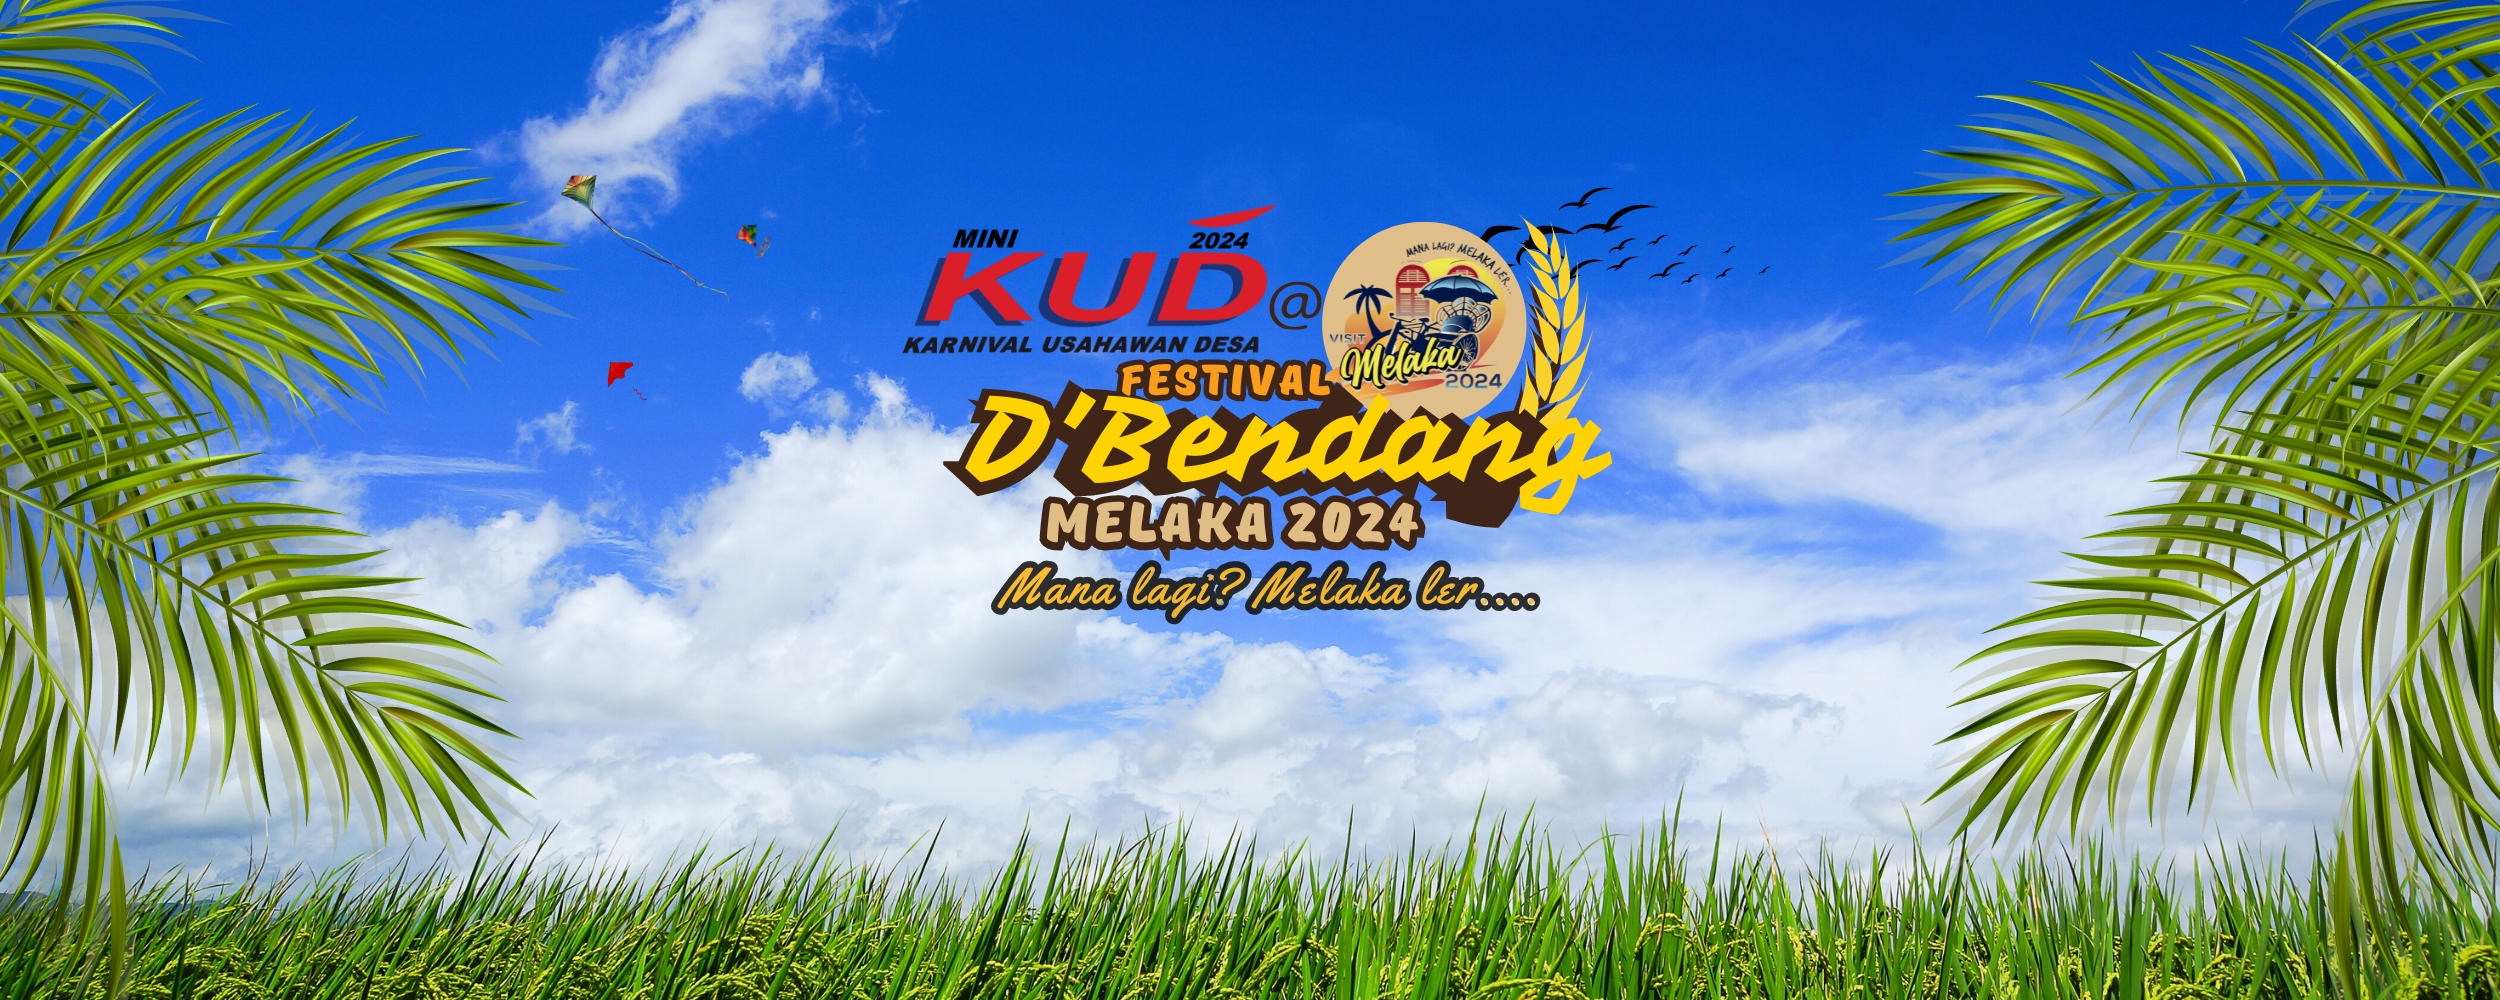 MINI
2024
KUD@
KARNIVAL USAHAWAN DESA
MANA LAGI? MELAKA LER...
VISIT
Melaka
2024
FESTIVAL
D'Bendang
MELAKA 2024
Mana lagi? Melaka ler....